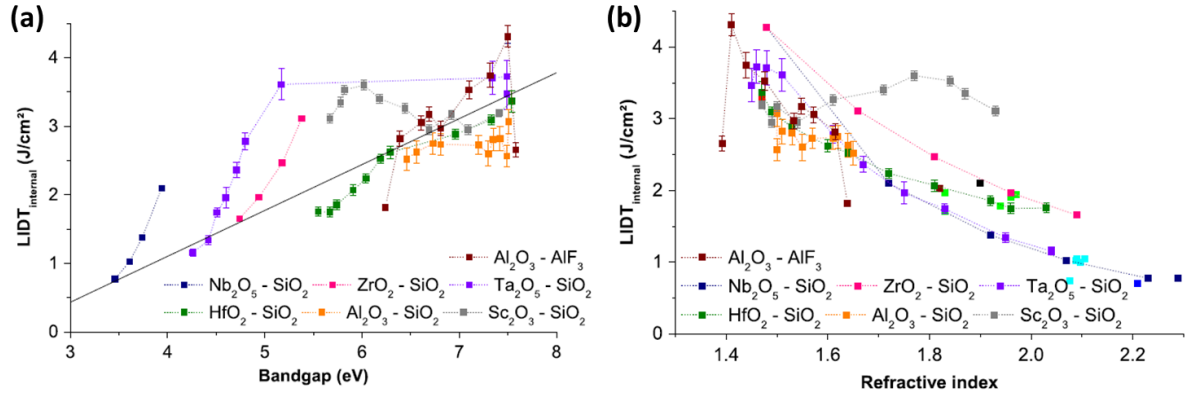 (a)
LIDT_internal (J/cm²)
4
3
2
1
0
3 4 5 6 7 8
Bandgap (eV)
Al₂O₃ - AlF₃
Nb₂O₅ - SiO₂ ZrO₂ - SiO₂ Ta₂O₅ - SiO₂
HfO₂ - SiO₂ Al₂O₃ - SiO₂ Sc₂O₃ - SiO₂
(b)
LIDT_internal (J/cm²)
4
3
2
1
0
1.4 1.6 1.8 2.0 2.2
Refractive index
Al₂O₃ - AlF₃
Nb₂O₅ - SiO₂ ZrO₂ - SiO₂ Ta₂O₅ - SiO₂
HfO₂ - SiO₂ Al₂O₃ - SiO₂ Sc₂O₃ - SiO₂